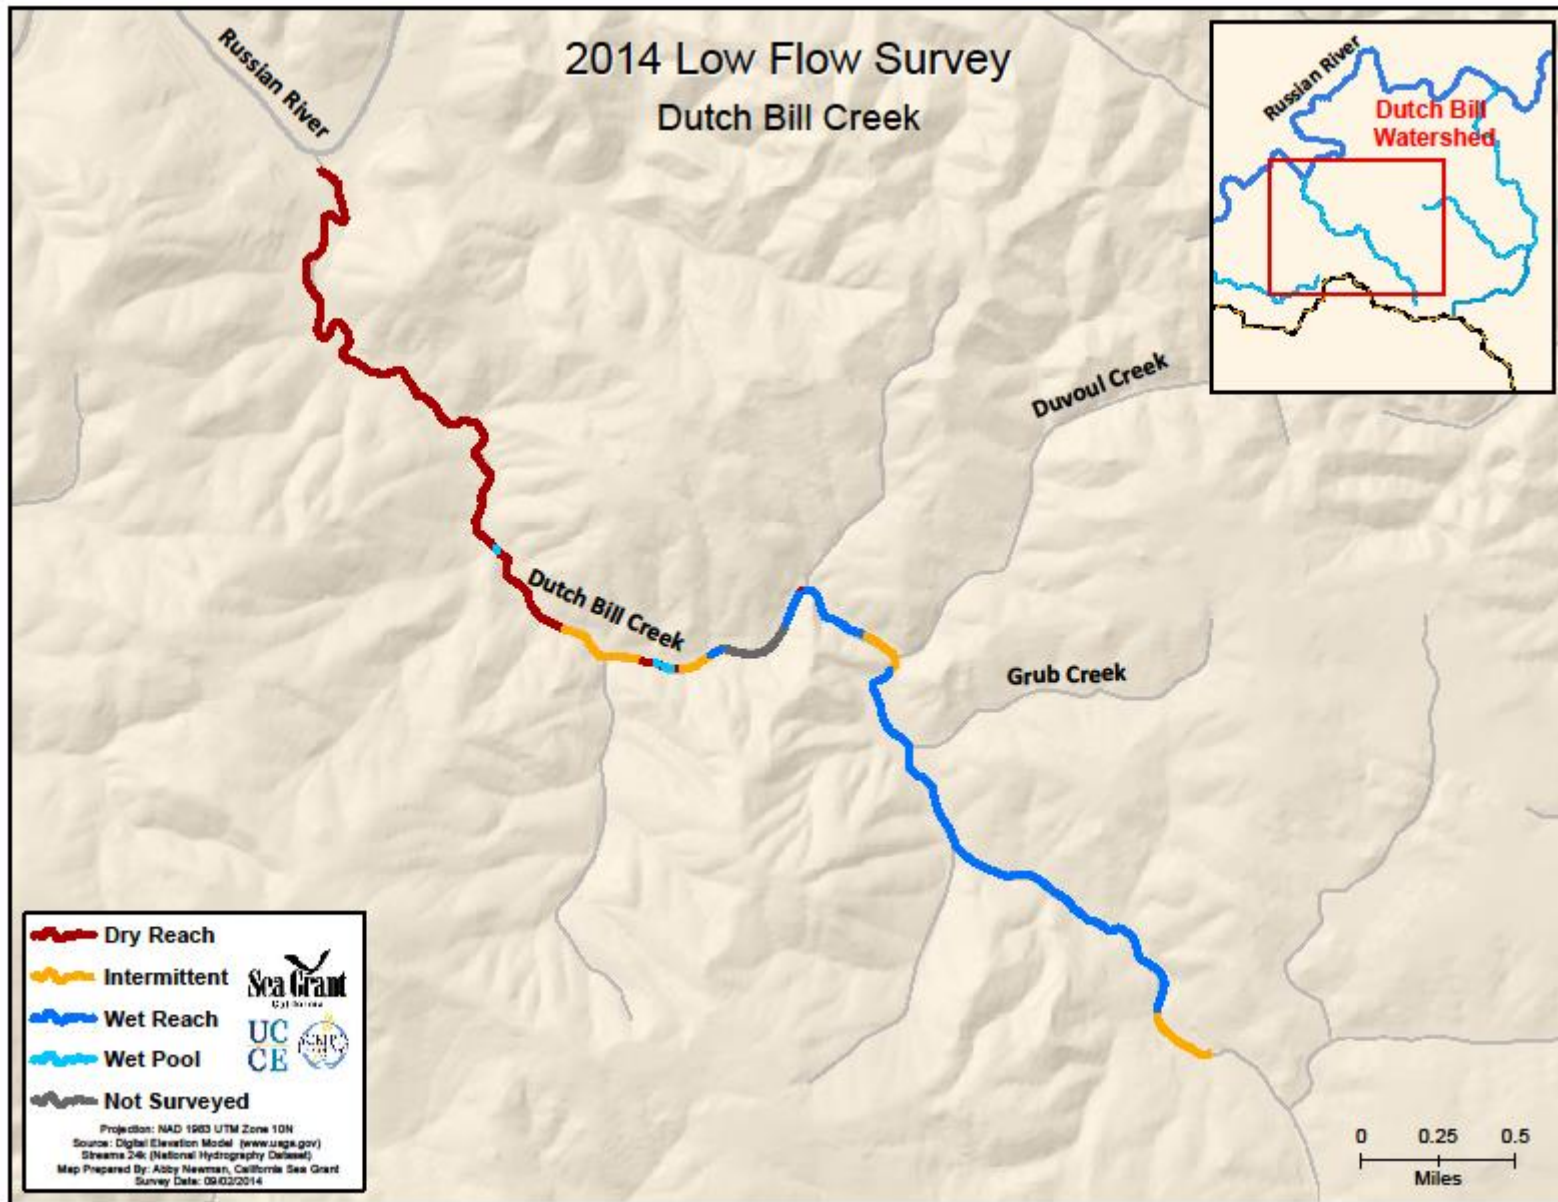 2014 Low Flow Survey
Dutch Bill Creek
Russian River
Russian River
Dutch Bill
Watershed
Duvoul Creek
Dutch Bill Creek
Grub Creek
Dry Reach
Intermittent
Wet Reach
Wet Pool
Not Surveyed
Sea Grant
California
UC
CE
Projection: NAD 1983 UTM Zone 10N
Source: Digital Elevation Model (www.usgs.gov)
Streams 24k (National Hydrography Dataset)
Map Prepared By: Abby Newman, California Sea Grant
Survey Date: 09/02/2014
0 0.25 0.5
Miles